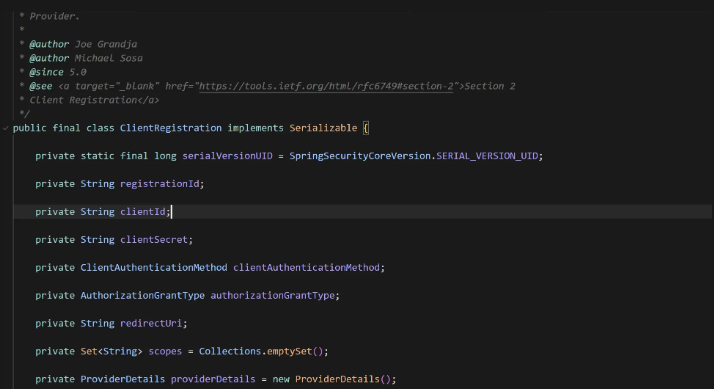 * Provider.
*
* @author Joe Grandja
* @author Michael Sosa
* @since 5.0
* @see <a target="_blank" href="https://tools.ietf.org/html/rfc6749#section-2">Section 2
* Client Registration</a>
*/
public final class ClientRegistration implements Serializable {
private static final long serialVersionUID = SpringSecurityCoreVersion.SERIAL_VERSION_UID;
private String registrationId;
private String clientId;
private String clientSecret;
private ClientAuthenticationMethod clientAuthenticationMethod;
private AuthorizationGrantType authorizationGrantType;
private String redirectUri;
private Set<String> scopes = Collections.emptySet();
private ProviderDetails providerDetails = new ProviderDetails();